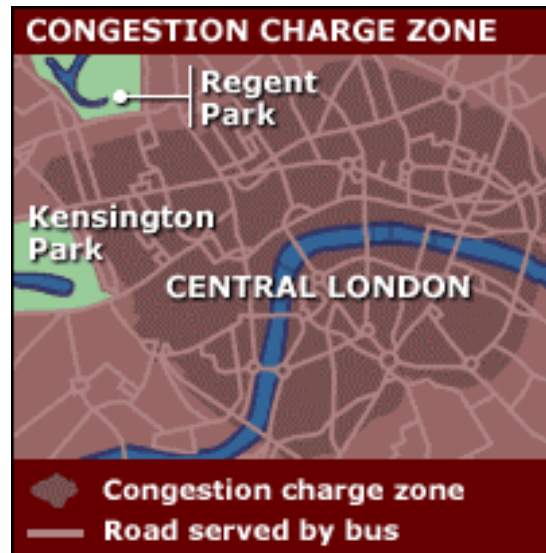 CONGESTION CHARGE ZONE
Regent
Park
Kensington
Park
CENTRAL LONDON
Congestion charge zone
Road served by bus